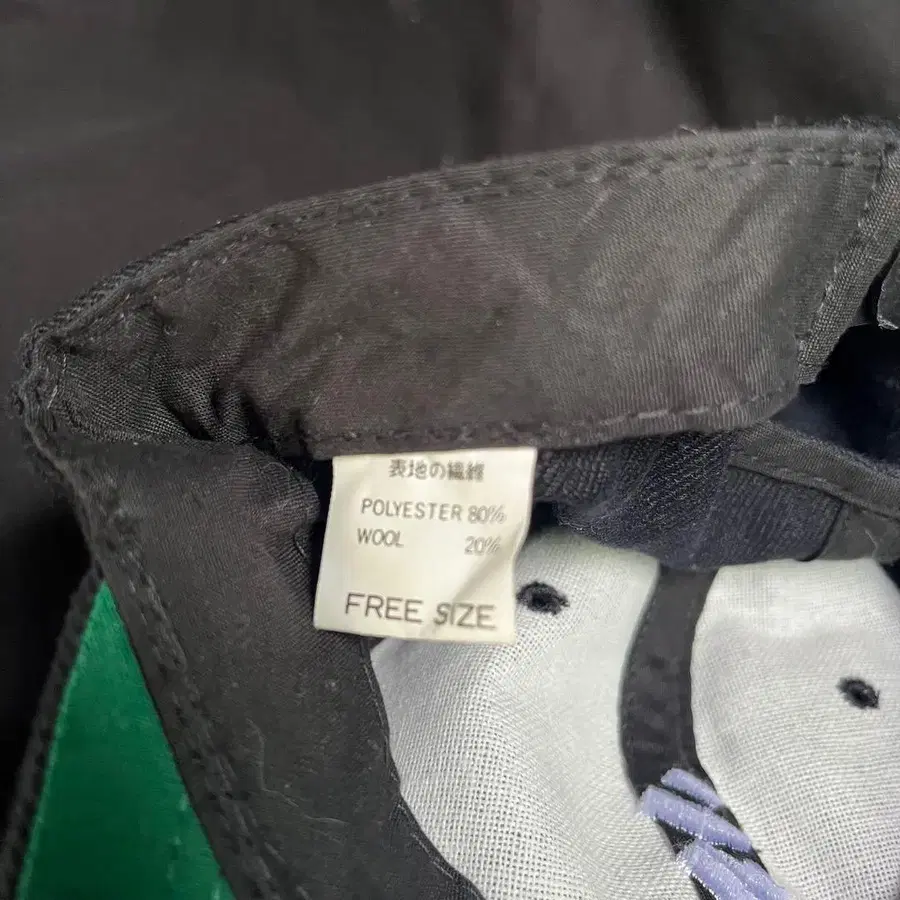 表地の繊維
POLYESTER 80%
WOOL 20%
FREE SIZE